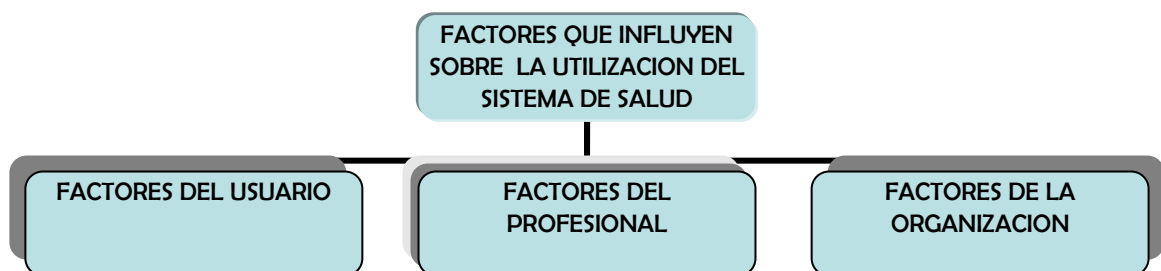 FACTORES QUE INFLUYEN
SOBRE LA UTILIZACION DEL
SISTEMA DE SALUD
FACTORES DEL USUARIO
FACTORES DEL
PROFESIONAL
FACTORES DE LA
ORGANIZACION